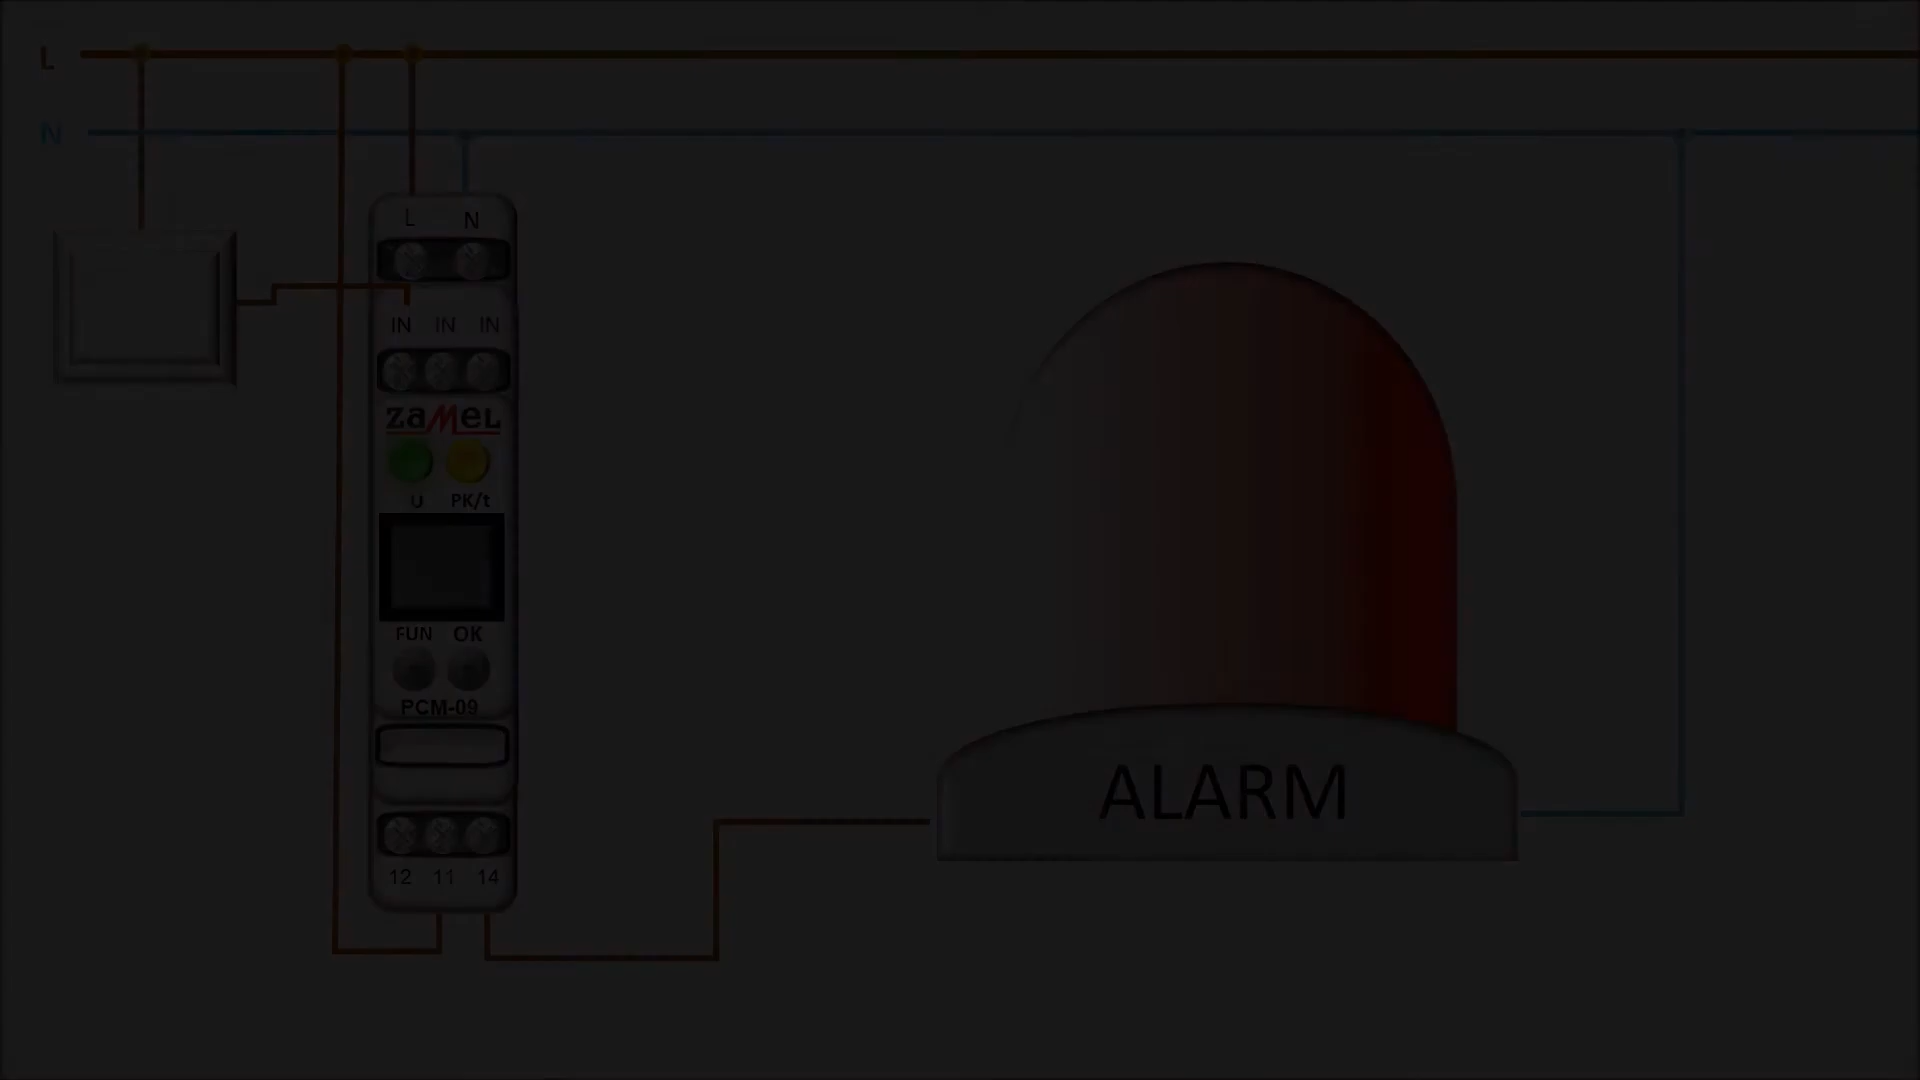 L
N
L N
IN IN IN
ZAMEL
U PK/t
FUN OK
PCM-09
ALARM
12 11 14